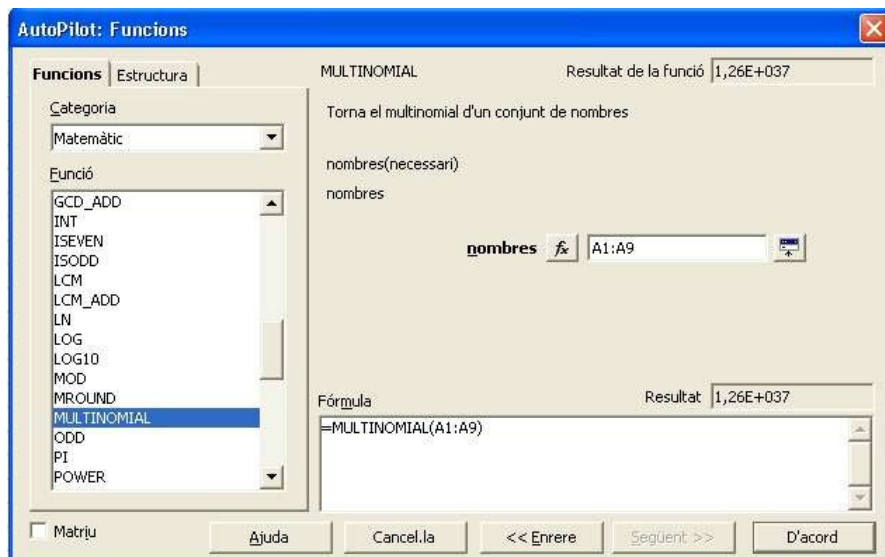 AutoPilot: Funcions
Funcions Estructura
Categoria
Matemàtic
Funció
GCD_ADD
INT
ISEVEN
ISODD
LCM
LCM_ADD
LN
LOG
LOG10
MOD
MROUND
MULTINOMIAL
ODD
PI
POWER
MULTINOMIAL Resultat de la funció 1,26E+037
Torna el multinomial d'un conjunt de nombres
nombres(necessari)
nombres
nombres fx A1:A9
Fórmula Resultat 1,26E+037
=MULTINOMIAL(A1:A9)
Matriu Ajuda Cancel.la << Enrere Següent >> D'acord